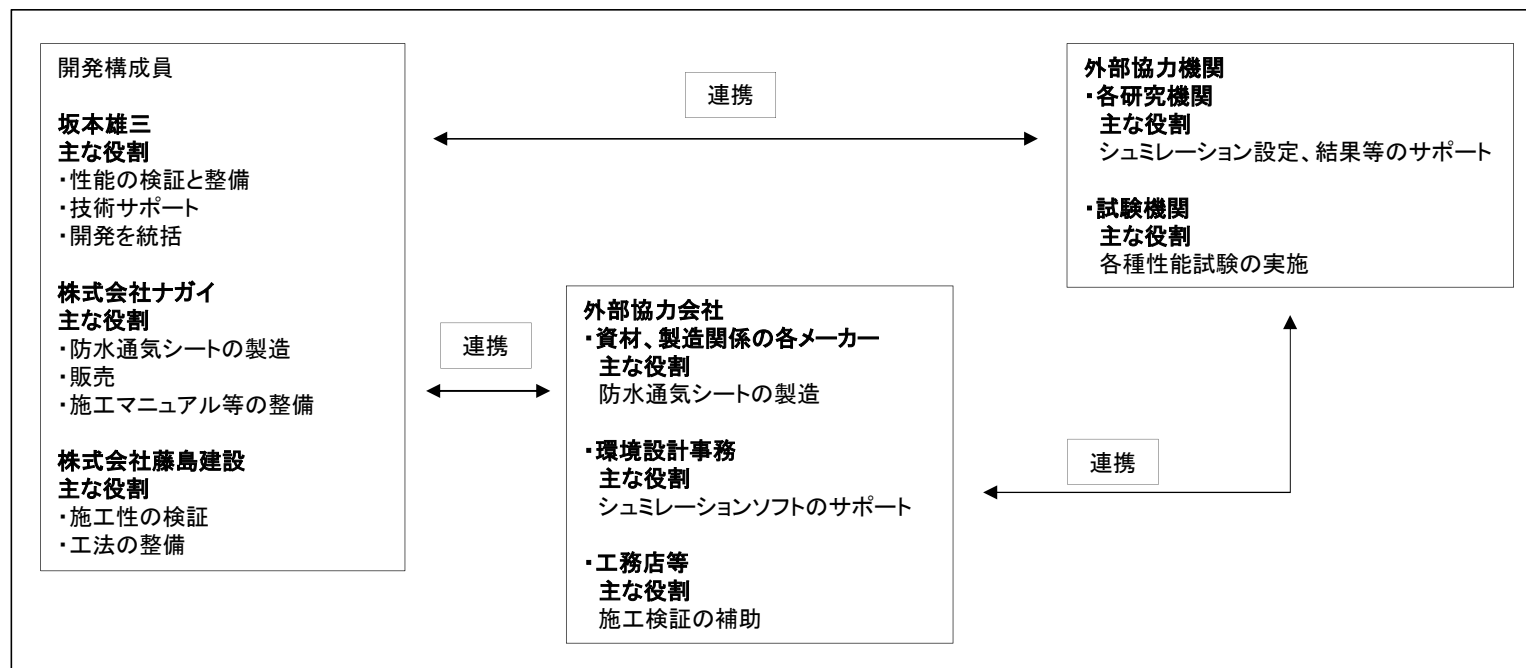 開発構成員
坂本雄三
主な役割
・性能の検証と整備
・技術サポート
・開発を統括
株式会社ナガイ
主な役割
・防水通気シートの製造
・販売
・施工マニュアル等の整備
株式会社藤島建設
主な役割
・施工性の検証
・工法の整備
連携
連携
外部協力会社
・資材、製造関係の各メーカー
主な役割
防水通気シートの製造
・環境設計事務
主な役割
シュミレーションソフトのサポート
・工務店等
主な役割
施工検証の補助
外部協力機関
・各研究機関
主な役割
シュミレーション設定、結果等のサポート
・試験機関
主な役割
各種性能試験の実施
連携